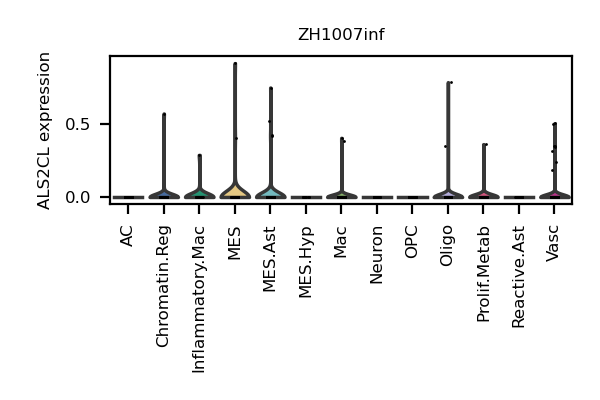 ZH1007inf
ALS2CL expression
0.5
0.0
AC
Chromatin.Reg
Inflammatory.Mac
MES
MES.Ast
MES.Hyp
Mac
Neuron
OPC
Oligo
Prolif.Metab
Reactive.Ast
Vasc